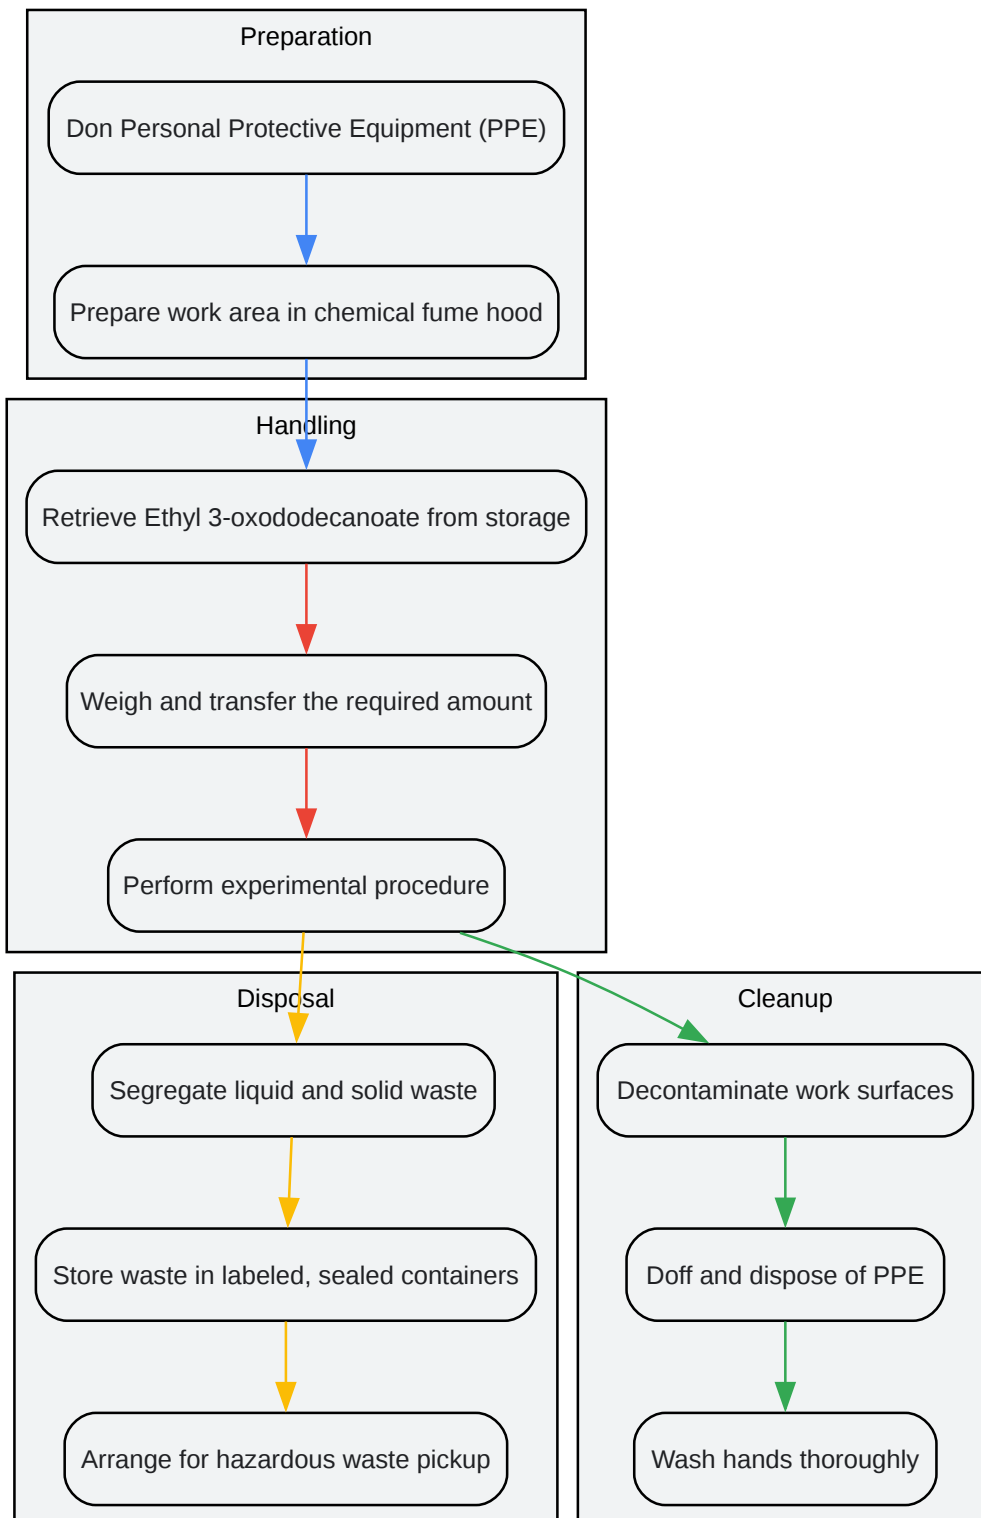 Preparation
Don Personal Protective Equipment (PPE)
Prepare work area in chemical fume hood
Handling
Retrieve Ethyl 3-oxododecanoate from storage
Weigh and transfer the required amount
Perform experimental procedure
Disposal
Segregate liquid and solid waste
Store waste in labeled, sealed containers
Arrange for hazardous waste pickup
Cleanup
Decontaminate work surfaces
Doff and dispose of PPE
Wash hands thoroughly